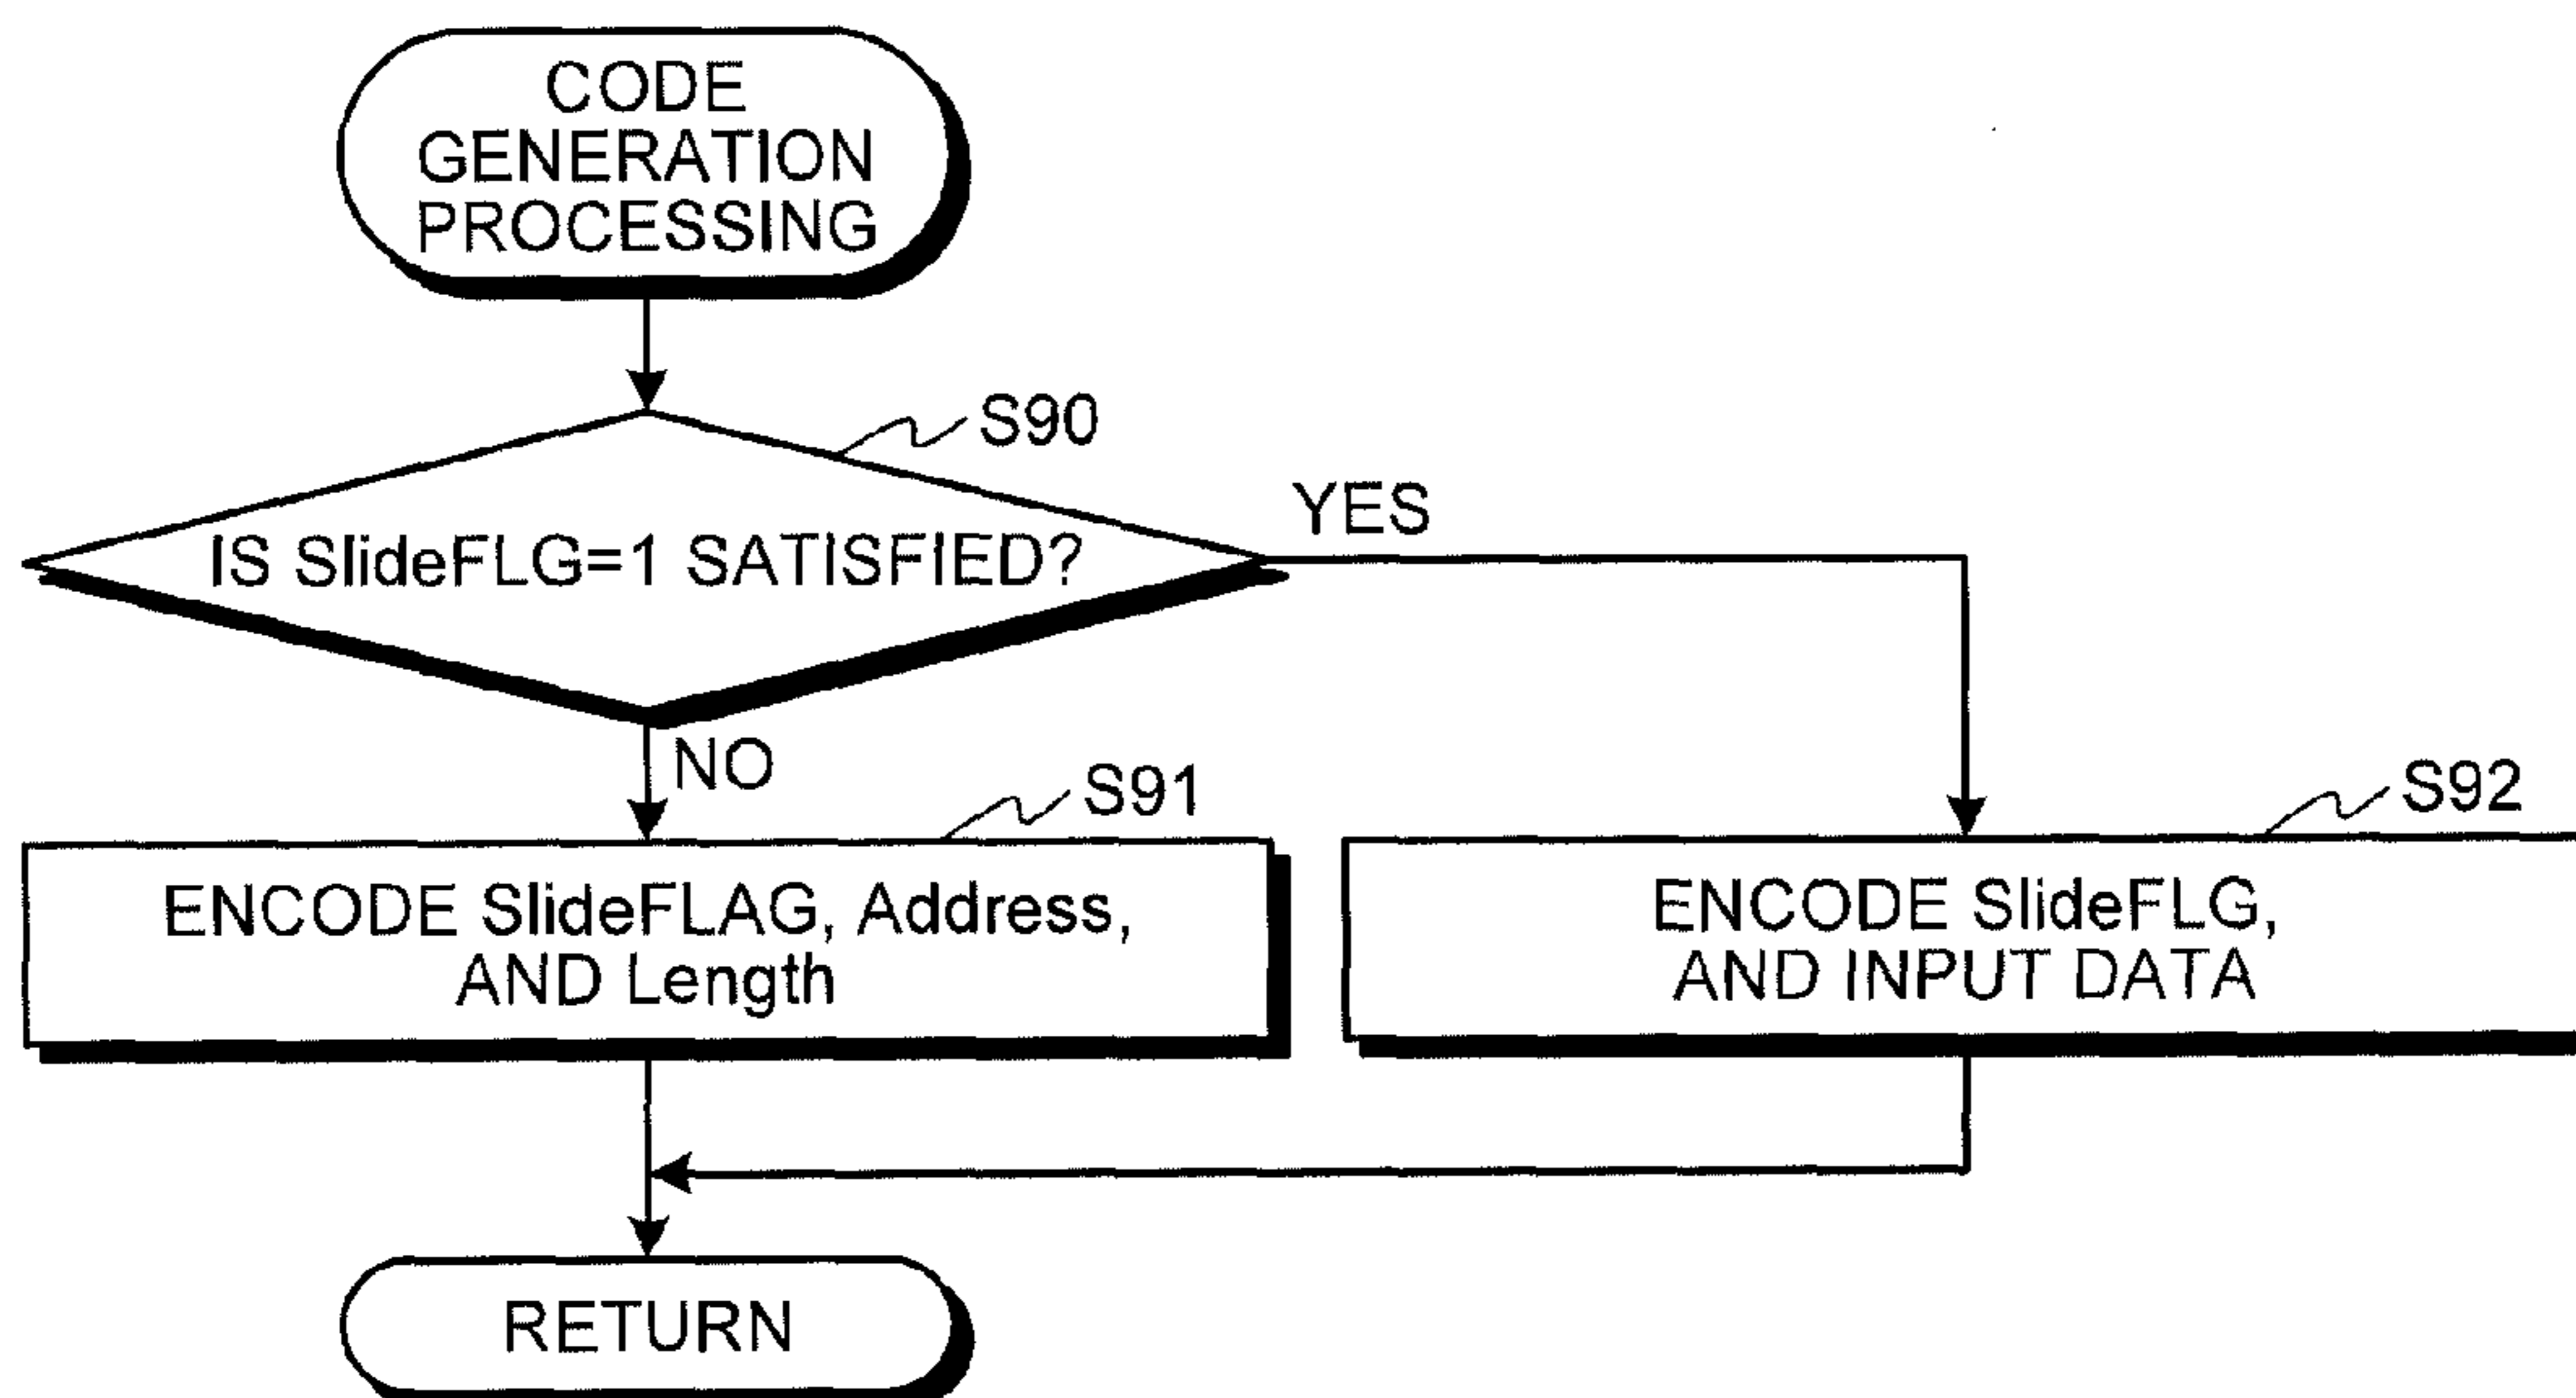 CODE
GENERATION
PROCESSING
S90
IS SlideFLG=1 SATISFIED?
YES
NO
S91
ENCODE SlideFLAG, Address,
AND Length
S92
ENCODE SlideFLG,
AND INPUT DATA
RETURN